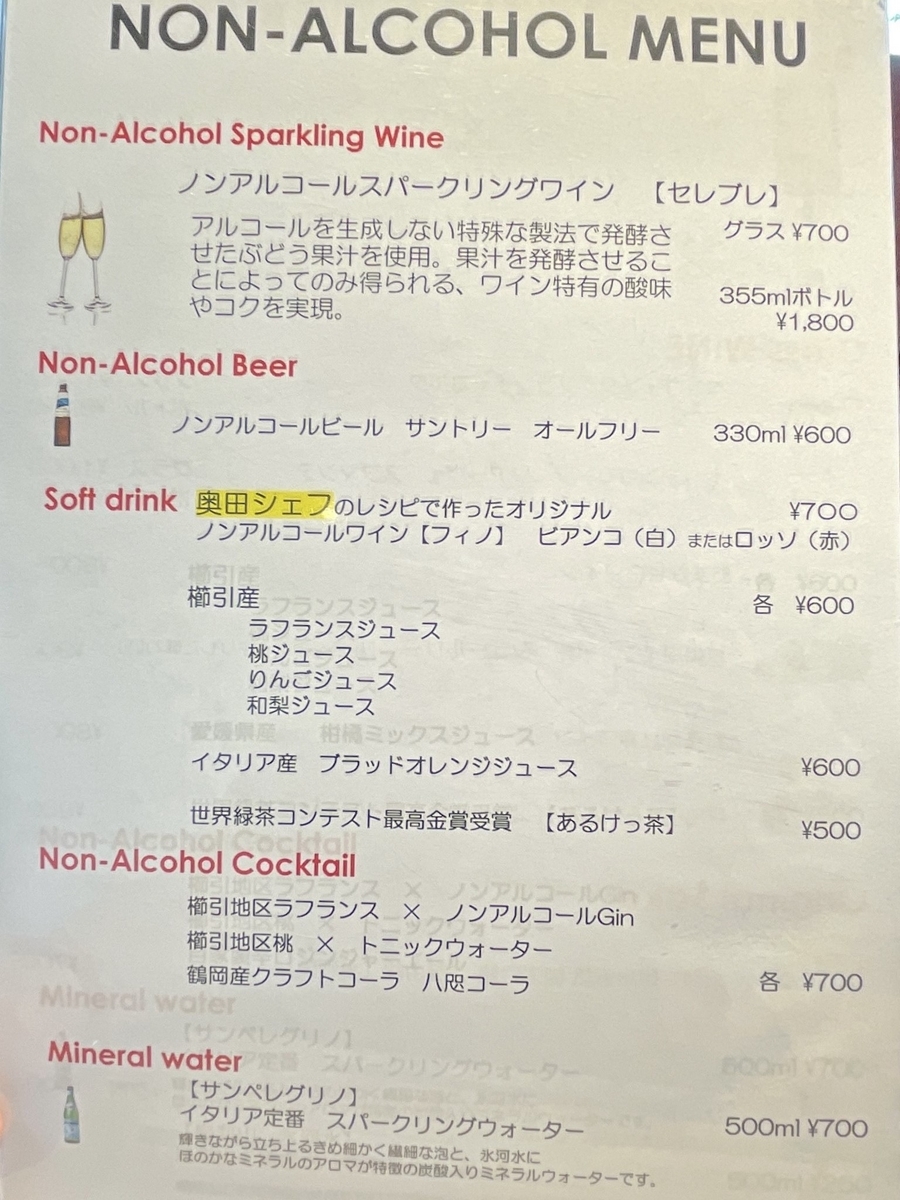 NON-ALCOHOL MENU
Non-Alcohol Sparkling Wine
ノンアルコールスパークリングワイン 【セレブレ】
アルコールを生成しない特殊な製法で発酵さ
せたぶどう果汁を使用。果汁を発酵させるこ
とによってのみ得られる、ワイン特有の酸味
やコクを実現。
グラス ¥700
355mlボトル
¥1,800
Non-Alcohol Beer
ノンアルコールビール サントリー オールフリー 330ml ¥600
Soft drink 奥田シェフのレシピで作ったオリジナル ¥700
ノンアルコールワイン【フィノ】 ビアンコ（白）またはロッソ（赤）
櫛引産 各 ¥600
ラフランスジュース
桃ジュース
りんごジュース
和梨ジュース
イタリア産 ブラッドオレンジジュース ¥600
世界緑茶コンテスト最高金賞受賞 【あるけっ茶】 ¥500
Non-Alcohol Cocktail
櫛引地区ラフランス × ノンアルコールGin
櫛引地区桃 × トニックウォーター
鶴岡産クラフトコーラ 八咫コーラ 各 ¥700
Mineral water
【サンペレグリノ】
イタリア定番 スパークリングウォーター 500ml ¥700
輝きながら立ち上るきめ細かく繊細な泡と、氷河水に
ほのかなミネラルのアロマが特徴の炭酸入りミネラルウォーターです。